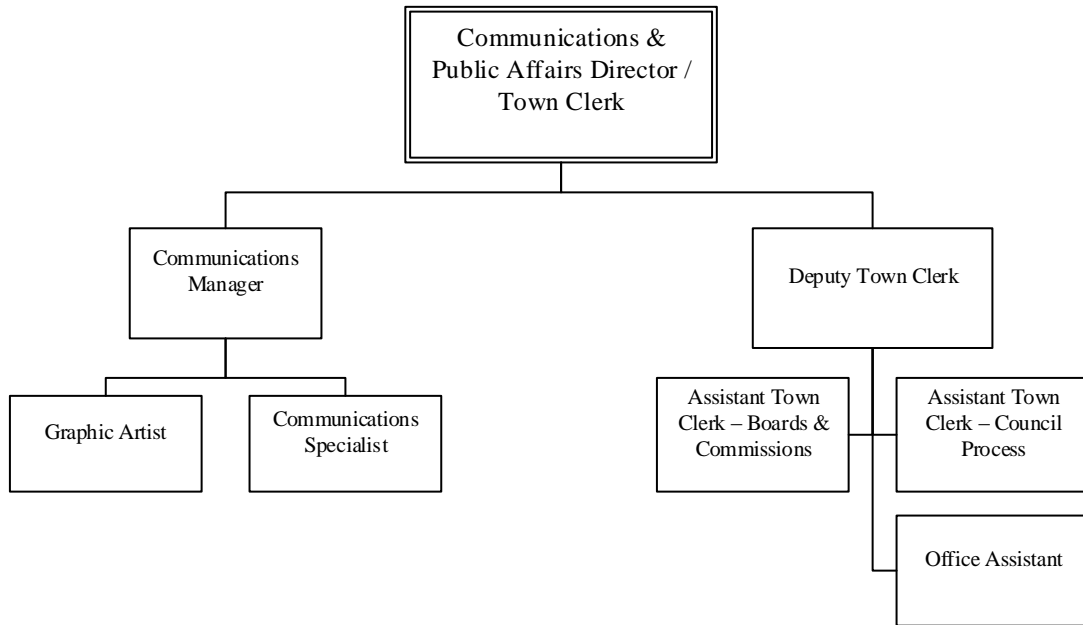 Communications &
Public Affairs Director /
Town Clerk
Communications
Manager
Deputy Town Clerk
Graphic Artist
Communications
Specialist
Assistant Town
Clerk – Boards &
Commissions
Assistant Town
Clerk – Council
Process
Office Assistant